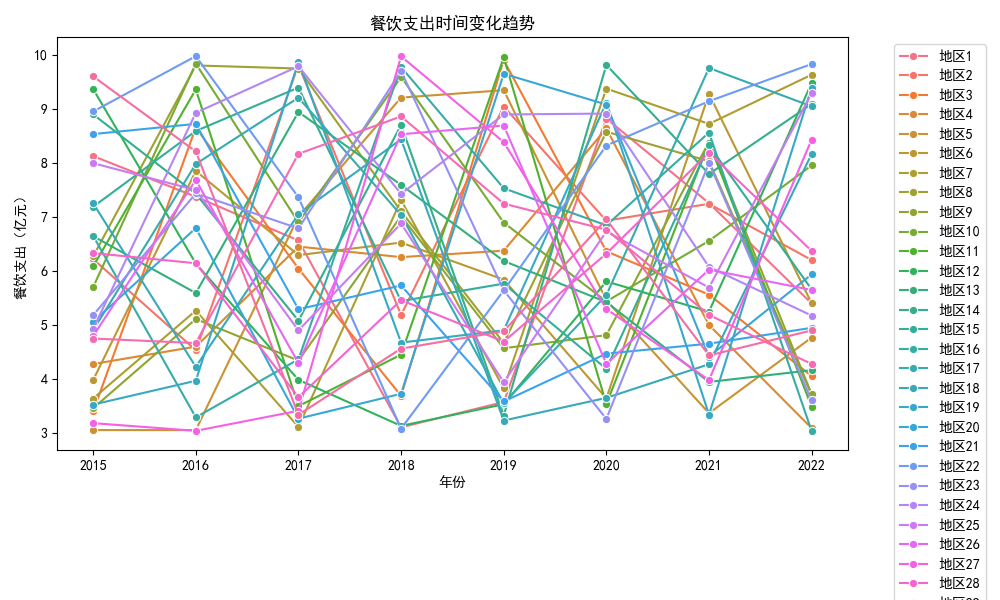 餐饮支出时间变化趋势
餐饮支出（亿元）
10
9
8
7
6
5
4
3
2015
2016
2017
2018
2019
2020
2021
2022
年份
地区1
地区2
地区3
地区4
地区5
地区6
地区7
地区8
地区9
地区10
地区11
地区12
地区13
地区14
地区15
地区16
地区17
地区18
地区19
地区20
地区21
地区22
地区23
地区24
地区25
地区26
地区27
地区28